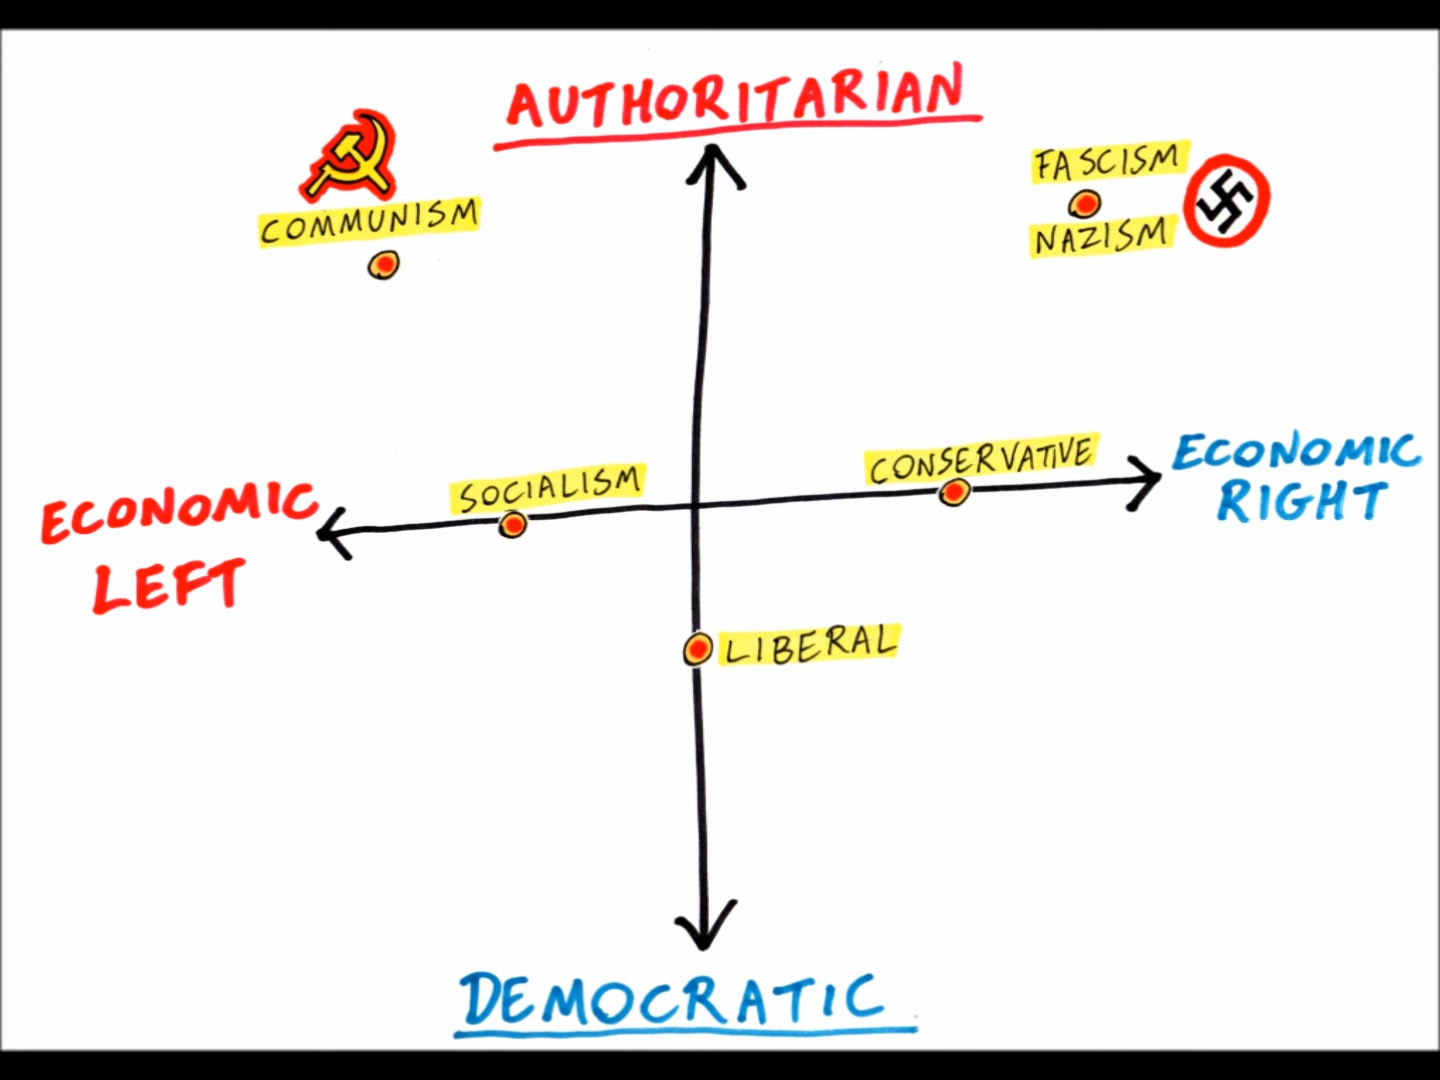 AUTHORITARIAN
COMMUNISM
FASCISM
NAZISM
ECONOMIC
LEFT
SOCIALISM
CONSERVATIVE
ECONOMIC
RIGHT
LIBERAL
DEMOCRATIC